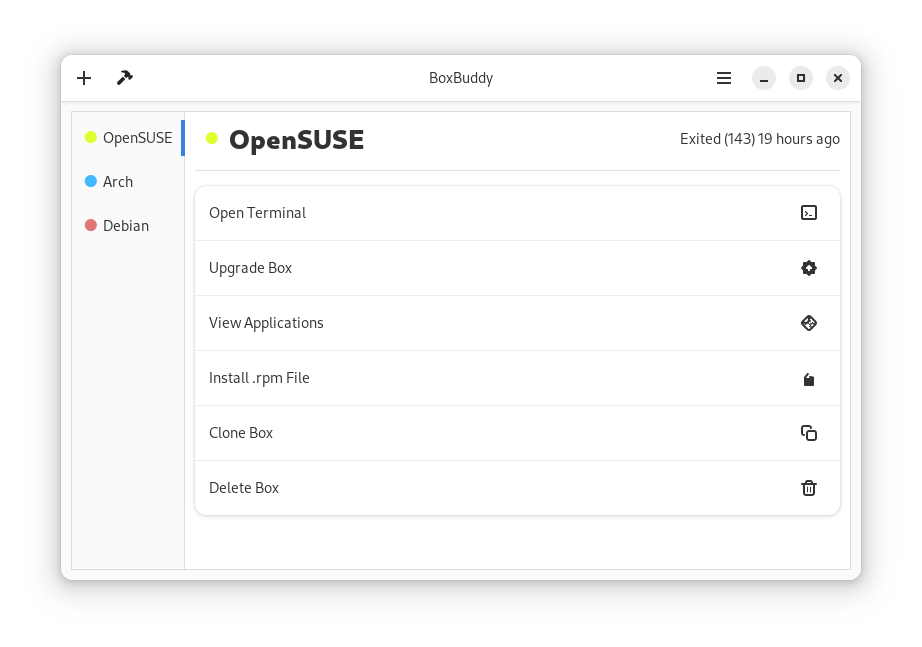 BoxBuddy
OpenSUSE
Arch
Debian
OpenSUSE
Exited (143) 19 hours ago
Open Terminal
Upgrade Box
View Applications
Install .rpm File
Clone Box
Delete Box